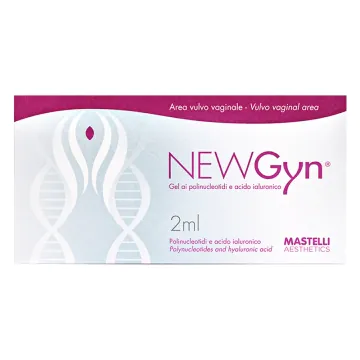 Area vulvo vaginale - Vulvo vaginal area
NEWGyn®
Gel ai polinucleotidi e acido ialuronico
2ml
Polinucleotidi e acido ialuronico
Polynucleotides and hyaluronic acid
MASTELLI
AESTHETICS